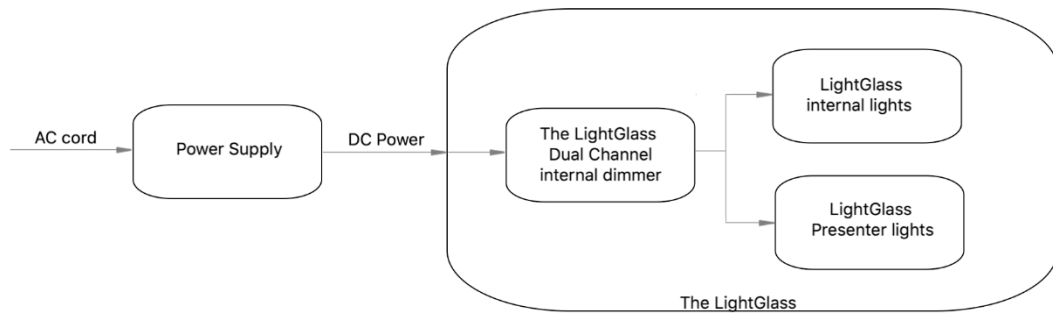 AC cord
Power Supply
DC Power
The LightGlass
Dual Channel
internal dimmer
LightGlass
internal lights
LightGlass
Presenter lights
The LightGlass